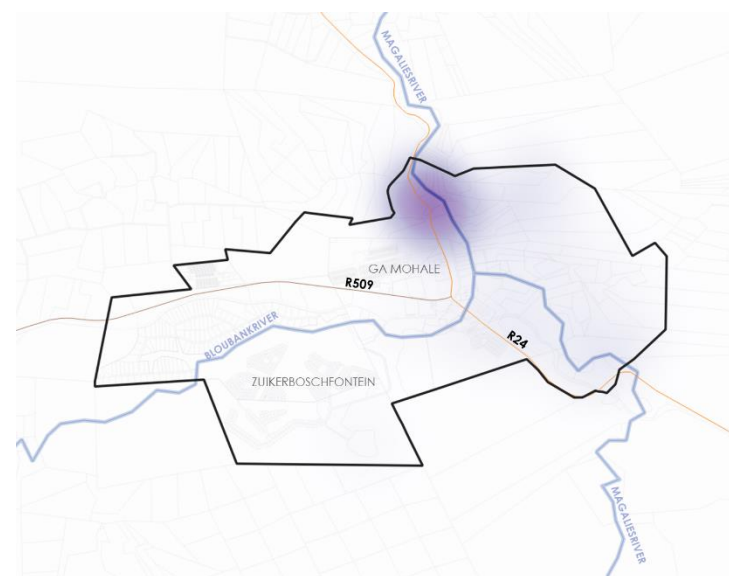 MAGALIESRIVER
GA MOHALE
R509
BLOUBANKRIVER
R24
ZUIKERBOSCHFONTEIN
MAGALIESRIVER